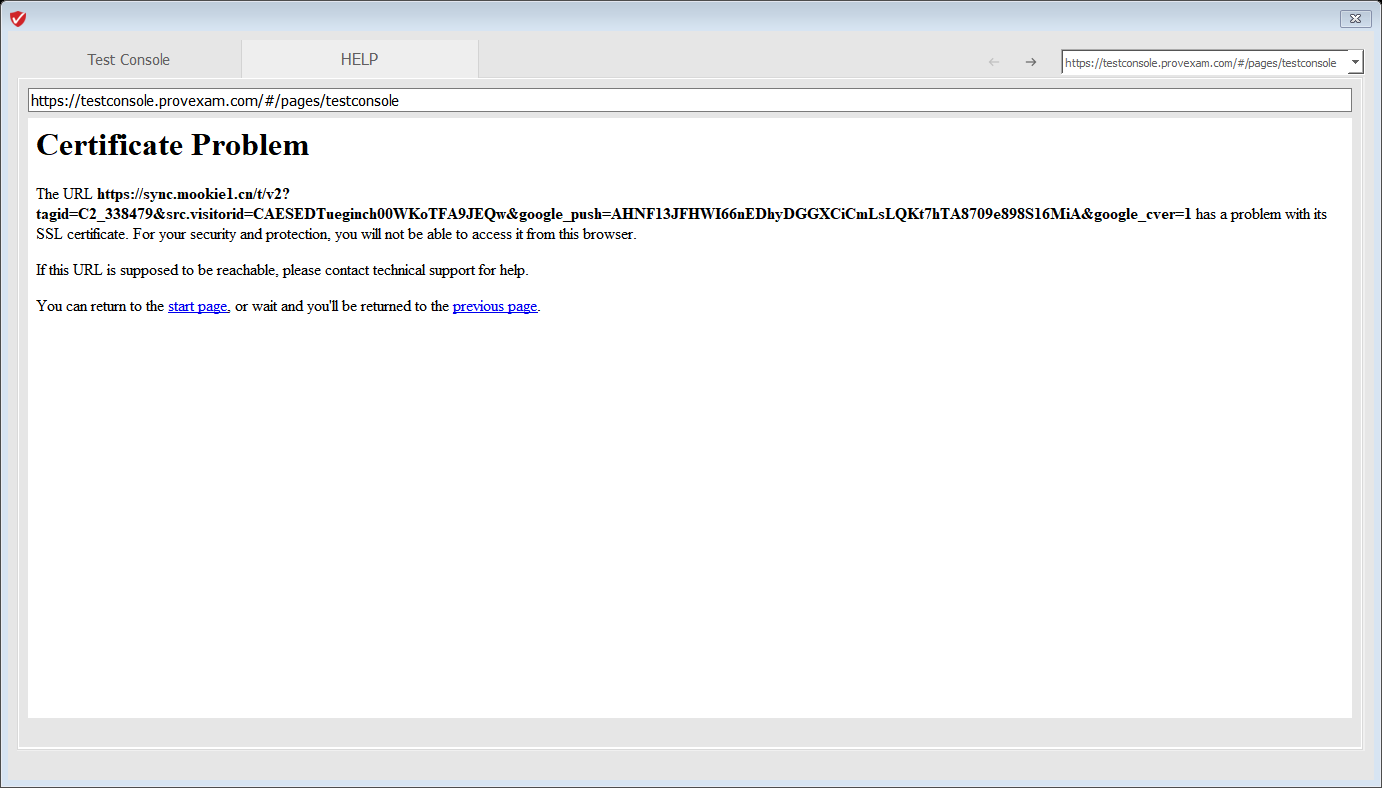 Test Console
HELP
https://testconsole.provexam.com/#/pages/testconsole
https://testconsole.provexam.com/#/pages/testconsole
Certificate Problem
The URL https://sync.mookie1.cn/t/v2?
tagid=C2_338479&src.visitorid=CAESEDTueginch00WKoTFA9JEQw&google_push=AHNF13JFHWI66nEDhyDGGXCiCmLsLQKt7hTA8709e898S16MiA&google_cver=1 has a problem with its
SSL certificate. For your security and protection, you will not be able to access it from this browser.
If this URL is supposed to be reachable, please contact technical support for help.
You can return to the start page, or wait and you'll be returned to the previous page.